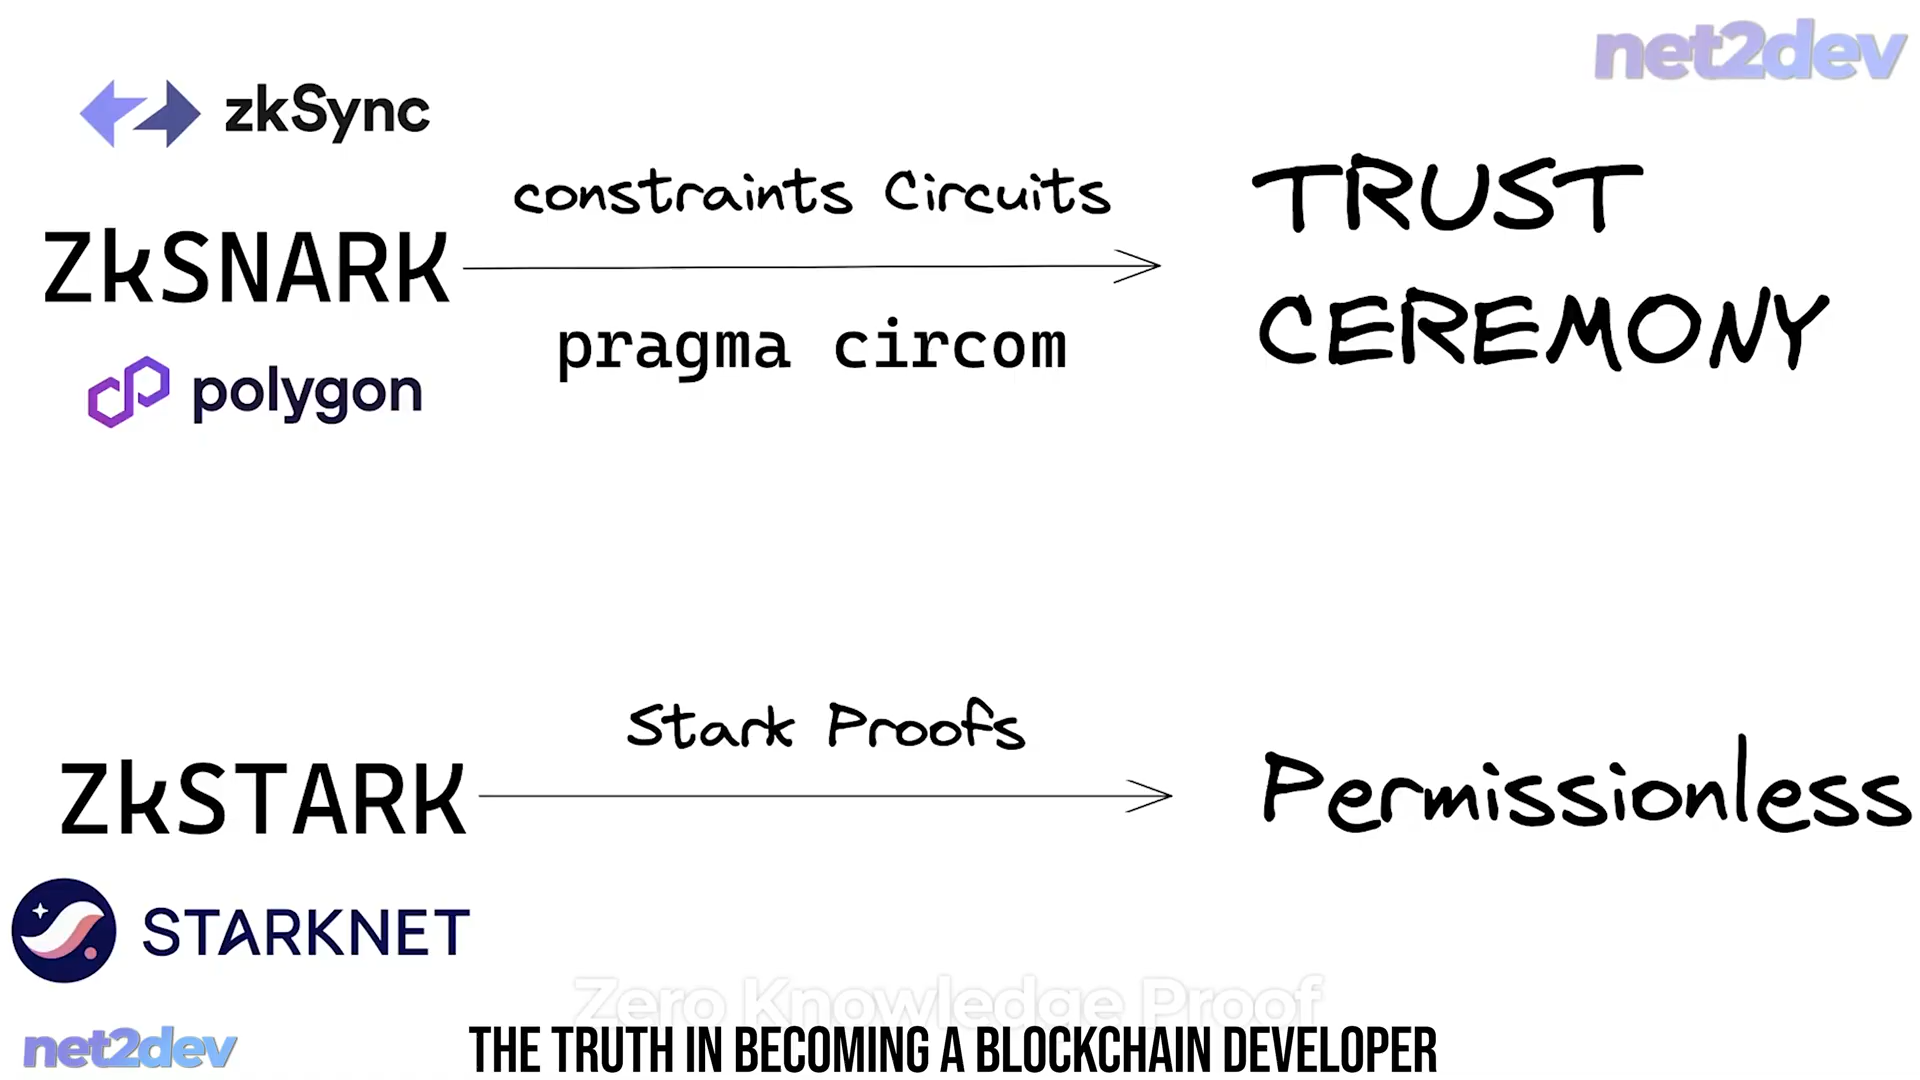 net2dev
zkSync
constraints Circuits
TRUST
ZkSNARK
CEREMONY
pragma circom
polygon
Stark Proofs
ZkSTARK
Permissionless
STARKNET
Zero Knowledge Proof
net2dev
THE TRUTH IN BECOMING A BLOCKCHAIN DEVELOPER